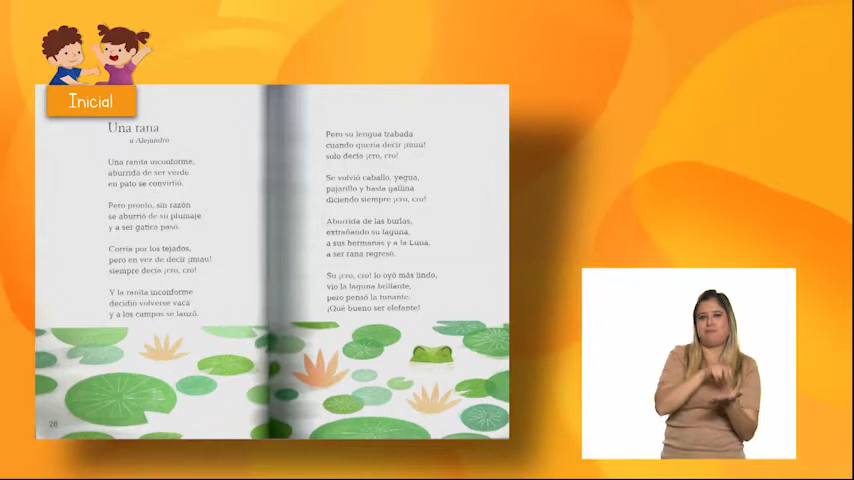 Inicial
Una rana
a Alejandro
Una ranita inconforme,
aburrida de ser verde
en pato se convirtió.
Pero pronto, sin razón
se aburrió de su plumaje
y a ser gatica pasó.
Corría por los tejados,
pero en vez de decir ¡miau!
siempre decía ¡cro, cro!
Y la ranita inconforme
decidió volverse vaca
y a los campos se lanzó.
28
Pero su lengua trabada
cuando quería decir ¡muu!
solo decía ¡cro, cro!
Se volvió caballo, yegua,
pajarillo y hasta gallina
diciendo siempre ¡cro, cro!
Aburrida de las burlas,
extrañando su laguna,
a sus hermanas y a la Luna,
a ser rana regresó.
Su ¡cro, cro! lo oyó más lindo,
vio la laguna brillante,
pero pensó la tunante:
¡Qué bueno ser elefante!